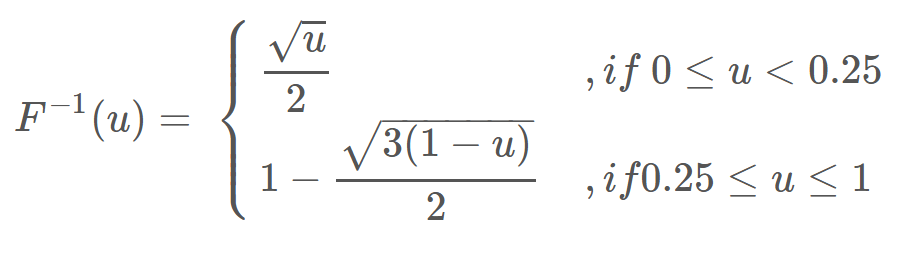 √u/2 , if 0 ≤ u < 0.25
F⁻¹(u) =
1 − √3(1 − u)/2 , if0.25 ≤ u ≤ 1